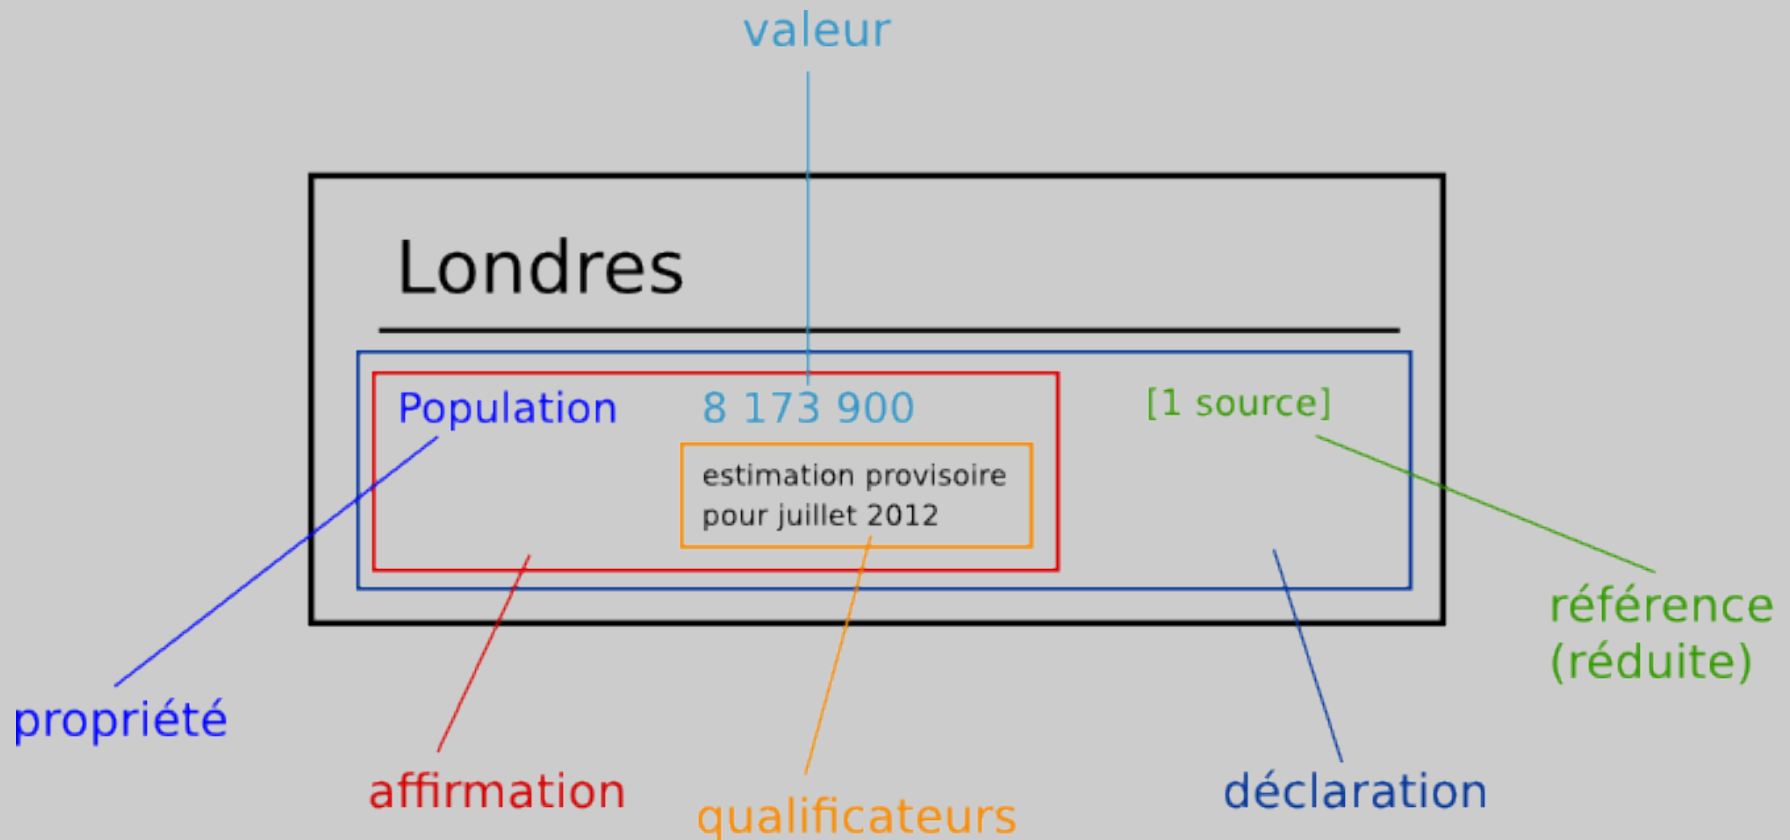 valeur
Londres
Population 8 173 900 [1 source]
estimation provisoire
pour juillet 2012
référence
(réduite)
propriété
affirmation
qualificateurs
déclaration